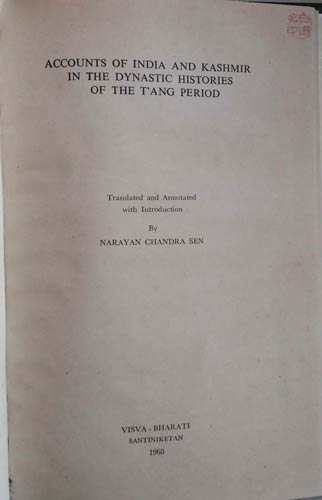 ACCOUNTS OF INDIA AND KASHMIR
IN THE DYNASTIC HISTORIES
OF THE T'ANG PERIOD
Translated and Annotated
with Introduction
By
NARAYAN CHANDRA SEN
VISVA-BHARATI
SANTINIKETAN
1968